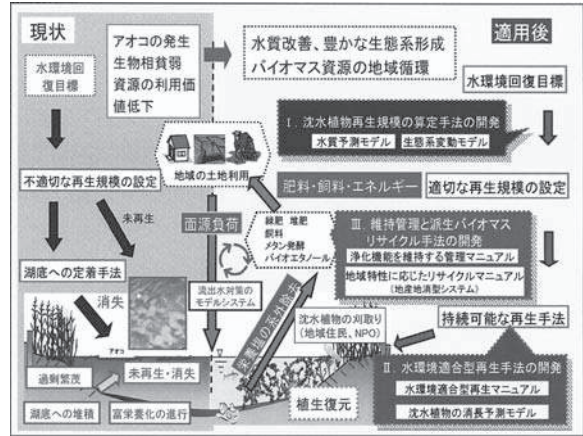 現状
水環境回
復目標
アオコの発生
生物相貧弱
資源の利用価
値低下
水質改善、豊かな生態系形成
バイオマス資源の地域循環
適用後
水環境回復目標
Ⅰ. 沈水植物再生規模の算定手法の開発
水質予測モデル
生態系変動モデル
地域の土地利用
不適切な再生規模の設定
肥料・飼料・エネルギー
適切な再生規模の設定
未再生
面源負荷
緑肥 堆肥
飼料
メタン発酵
バイオエタノール
Ⅲ. 維持管理と派生バイオマス
リサイクル手法の開発
浄化機能を維持する管理マニュアル
地域特性に応じたリサイクルマニュアル
(地産地消型システム)
湖底への定着手法
消失
流出水対策の
モデルシステム
栄養塩の系外除去
沈水植物の刈取り
(地域住民、NPO)
持続可能な再生手法
アオコ
過剰繁茂
未再生・消失
Ⅱ. 水環境適合型再生手法の開発
水環境適合型再生マニュアル
沈水植物の消長予測モデル
湖底への堆積
富栄養化の進行
植生復元